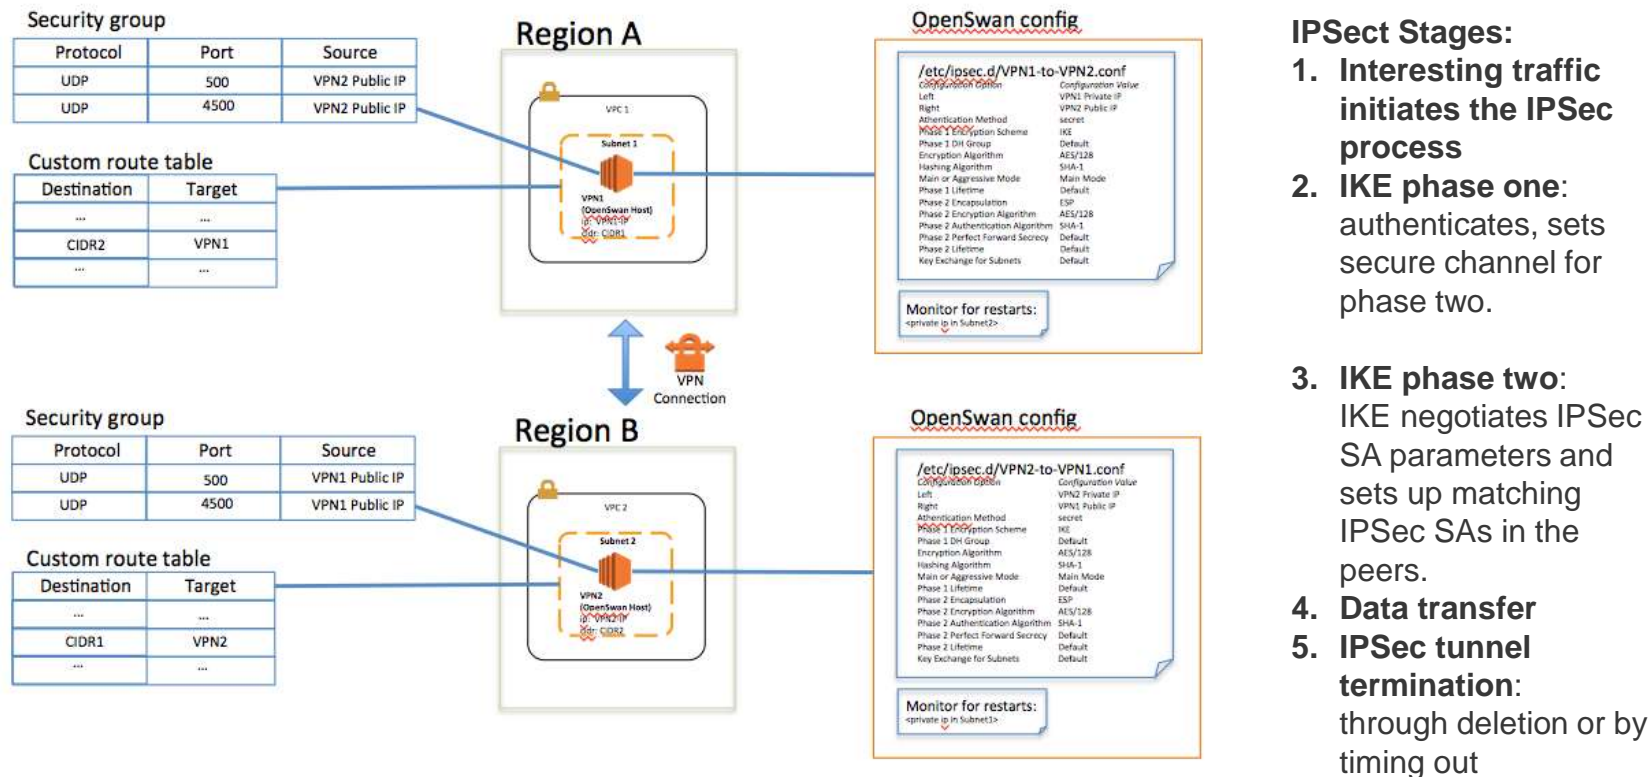 Security group
Protocol Port Source
UDP 500 VPN2 Public IP
UDP 4500 VPN2 Public IP
Custom route table
Destination Target
... ...
CIDR2 VPN1
... ...
Region A
VPC 1
Subnet 1
VPN1
(OpenSwan Host)
ip: VPN1-IP
cidr: CIDR1
OpenSwan config
/etc/ipsec.d/VPN1-to-VPN2.conf
Configuration Option Configuration Value
Left VPN1 Private IP
Right VPN2 Public IP
Athentication Method secret
Phase 1 Encryption Scheme IKE
Phase 1 DH Group Default
Encryption Algorithm AES/128
Hashing Algorithm SHA-1
Main or Aggressive Mode Main Mode
Phase 1 Lifetime Default
Phase 2 Encapsulation ESP
Phase 2 Encryption Algorithm AES/128
Phase 2 Authentication Algorithm SHA-1
Phase 2 Perfect Forward Secrecy Default
Phase 2 Lifetime Default
Key Exchange for Subnets Default
Monitor for restarts:
<private ip in Subnet2>
VPN
Connection
Security group
Protocol Port Source
UDP 500 VPN1 Public IP
UDP 4500 VPN1 Public IP
Custom route table
Destination Target
... ...
CIDR1 VPN2
... ...
Region B
VPC 2
Subnet 2
VPN2
(OpenSwan Host)
ip: VPN2-IP
cidr: CIDR2
OpenSwan config
/etc/ipsec.d/VPN2-to-VPN1.conf
Configuration Option Configuration Value
Left VPN2 Private IP
Right VPN1 Public IP
Athentication Method secret
Phase 1 Encryption Scheme IKE
Phase 1 DH Group Default
Encryption Algorithm AES/128
Hashing Algorithm SHA-1
Main or Aggressive Mode Main Mode
Phase 1 Lifetime Default
Phase 2 Encapsulation ESP
Phase 2 Encryption Algorithm AES/128
Phase 2 Authentication Algorithm SHA-1
Phase 2 Perfect Forward Secrecy Default
Phase 2 Lifetime Default
Key Exchange for Subnets Default
Monitor for restarts:
<private ip in Subnet1>
IPSect Stages:
1. Interesting traffic
initiates the IPSec
process
2. IKE phase one:
authenticates, sets
secure channel for
phase two.
3. IKE phase two:
IKE negotiates IPSec
SA parameters and
sets up matching
IPSec SAs in the
peers.
4. Data transfer
5. IPSec tunnel
termination:
through deletion or by
timing out